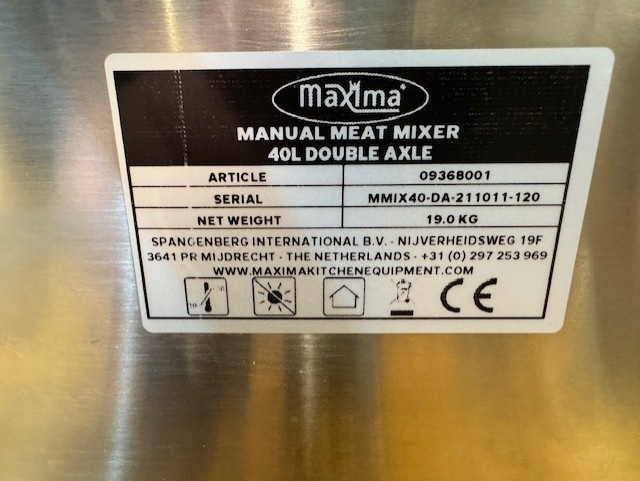 maxima
MANUAL MEAT MIXER
40L DOUBLE AXLE
ARTICLE 09368001
SERIAL MMIX40-DA-211011-120
NET WEIGHT 19.0 KG
SPANGENBERG INTERNATIONAL B.V. - NIJVERHEIDSWEG 19F
3641 PR MIJDRECHT - THE NETHERLANDS - +31 (0) 297 253 969
WWW.MAXIMAKITCHENEQUIPMENT.COM
CE